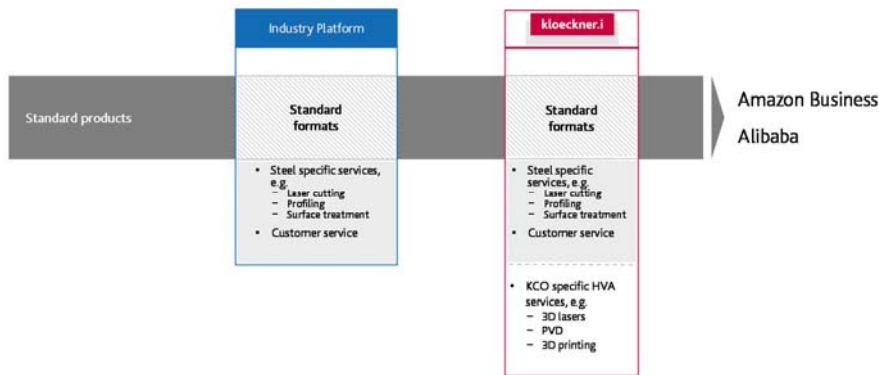 Industry Platform
kloeckner.i
Standard products
Standard
formats
Standard
formats
Amazon Business
Alibaba
• Steel specific services,
e.g.
– Laser cutting
– Profiling
– Surface treatment
• Customer service
• Steel specific
services, e.g.
– Laser cutting
– Profiling
– Surface treatment
• Customer service
• KCO specific HVA
services, e.g.
– 3D lasers
– PVD
– 3D printing